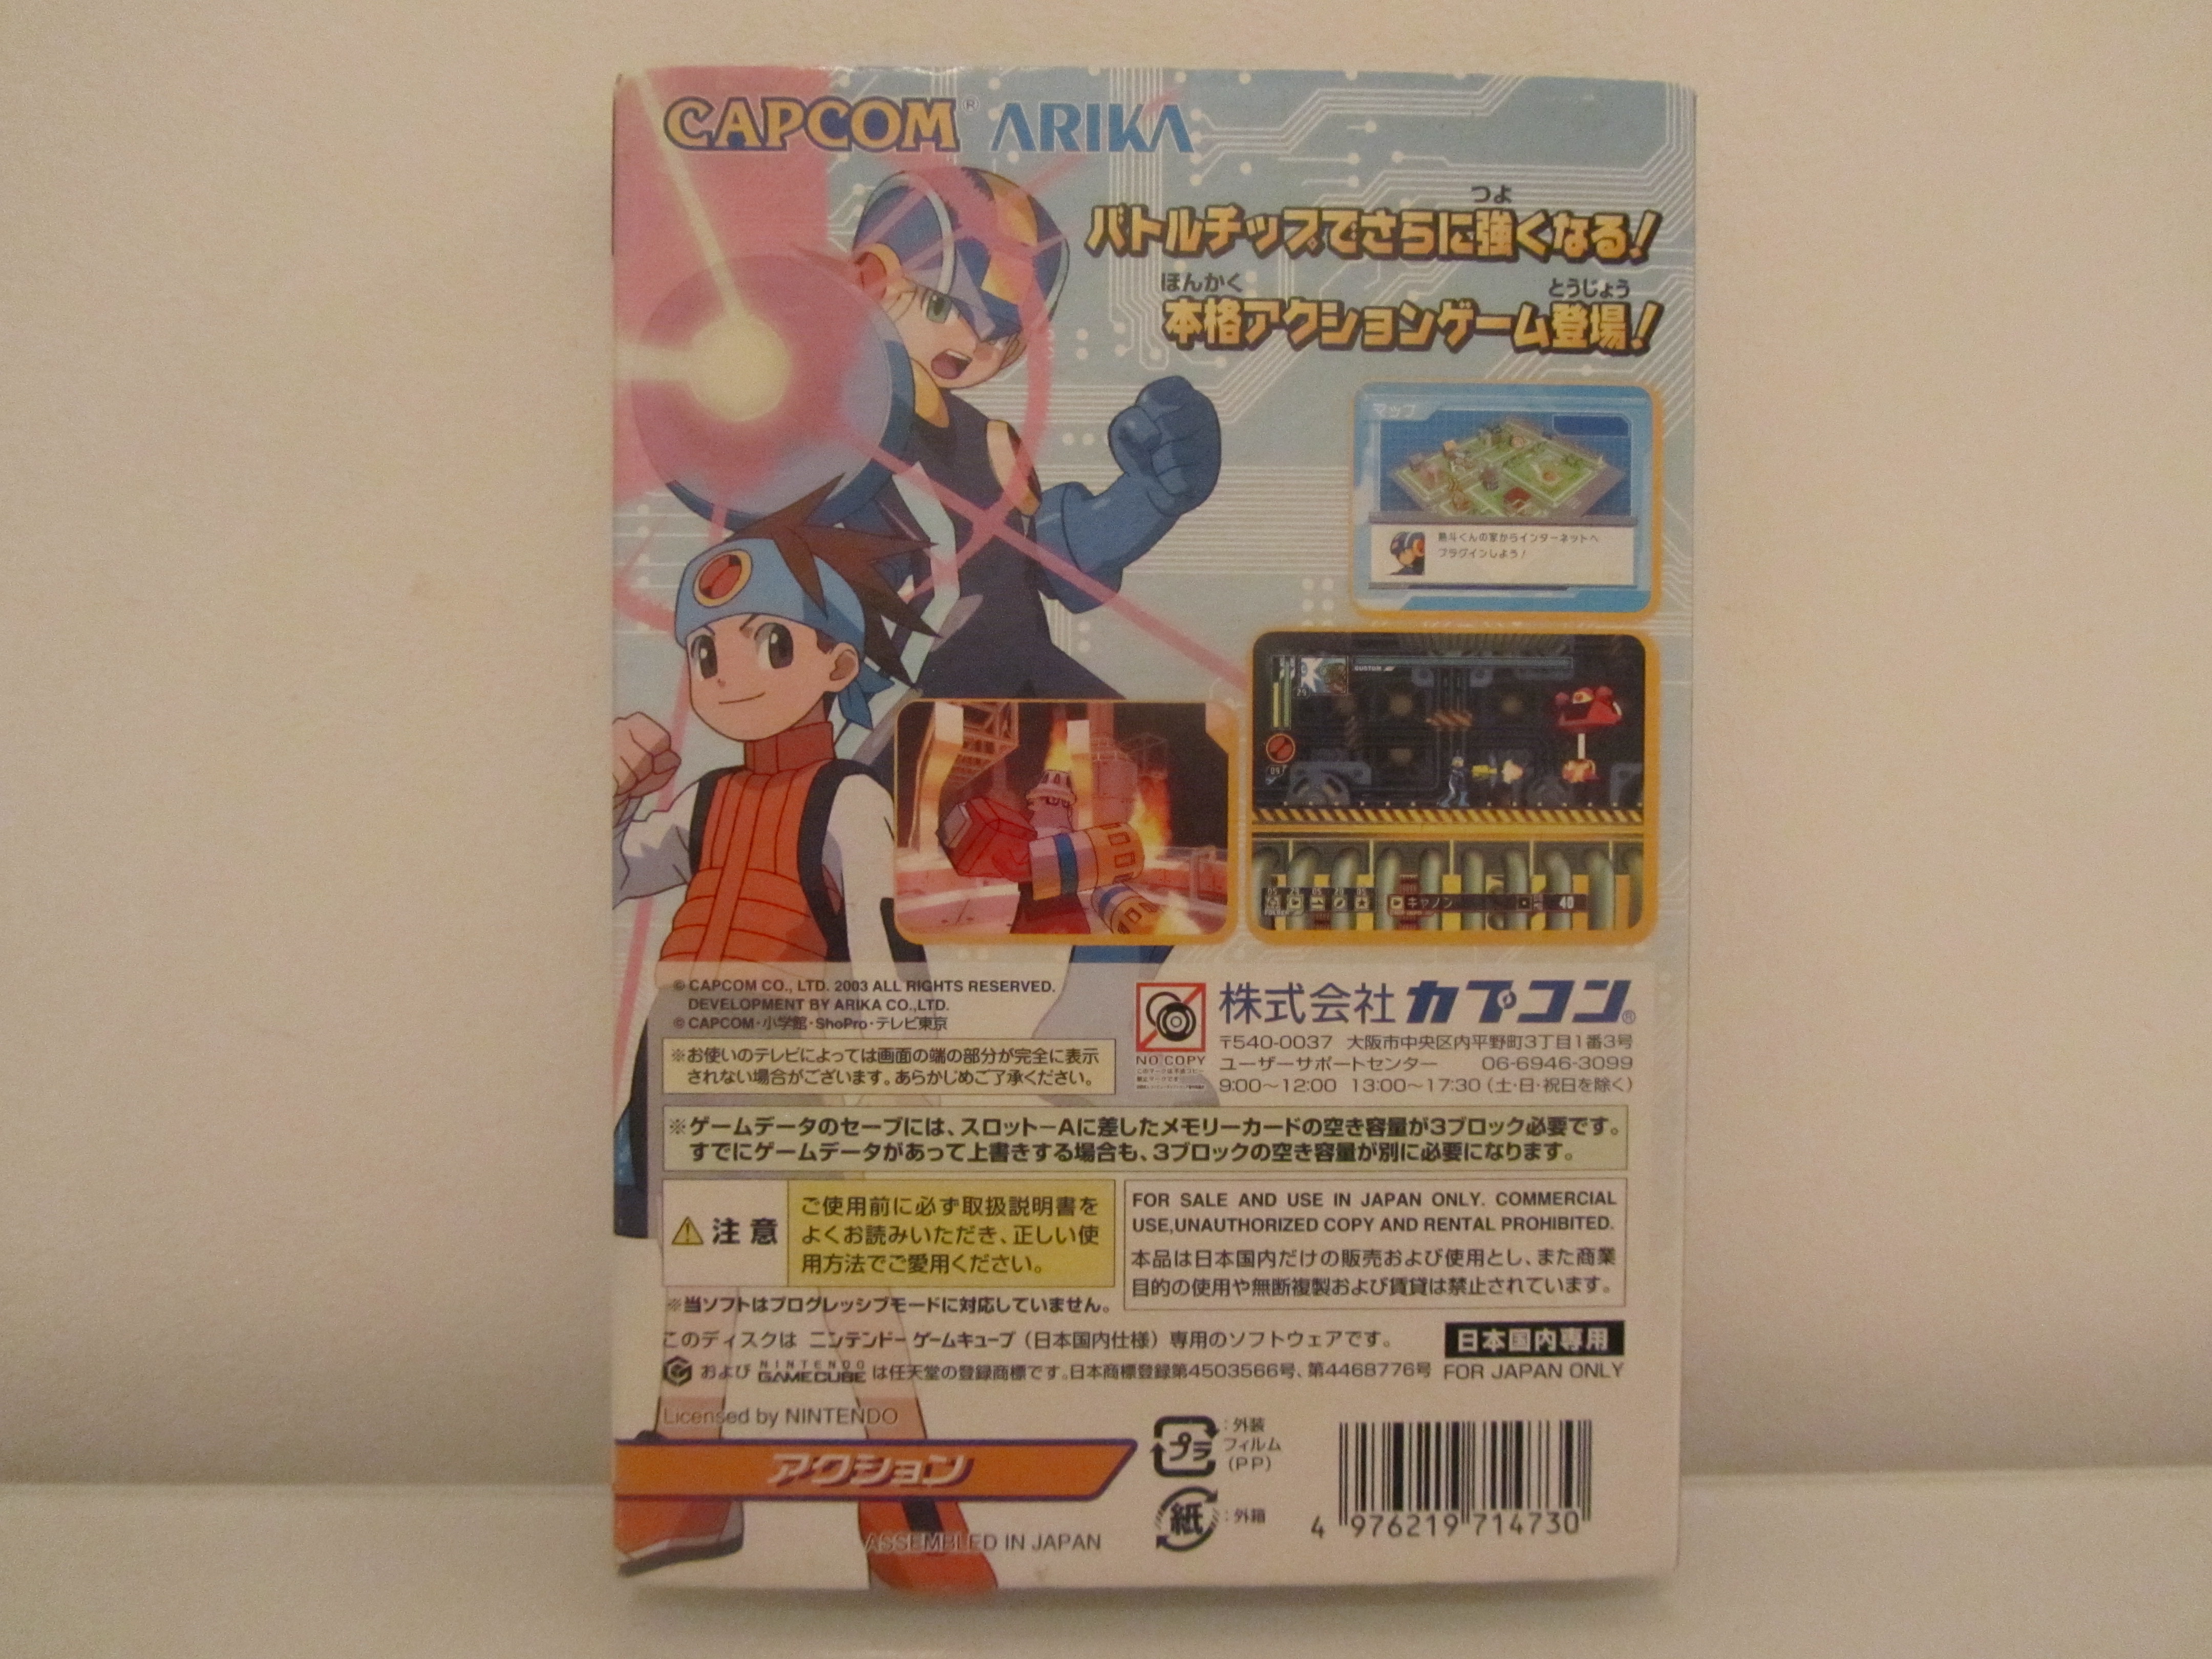 CAPCOM® ARIKA
つよ
バトルチップでさらに強くなる!
ほんかく とうじょう
本格アクションゲーム登場!
マップ
熱斗くんの家からインターネットへ
プラグインしよう!
CUSTOM
キャノン 40
© CAPCOM CO., LTD. 2003 ALL RIGHTS RESERVED.
DEVELOPMENT BY ARIKA CO.,LTD.
© CAPCOM・小学館・ShoPro・テレビ東京
※お使いのテレビによっては画面の端の部分が完全に表示
されない場合がございます。あらかじめご了承ください。
NO COPY
株式会社 カプコン®
〒540-0037 大阪市中央区内平野町3丁目1番3号
ユーザーサポートセンター 06-6946-3099
9:00〜12:00 13:00〜17:30(土・日・祝日を除く)
※ゲームデータのセーブには、スロット−Aに差したメモリーカードの空き容量が3ブロック必要です。
すでにゲームデータがあって上書きする場合も、3ブロックの空き容量が別に必要になります。
注意
ご使用前に必ず取扱説明書を
よくお読みいただき、正しい使
用方法でご愛用ください。
FOR SALE AND USE IN JAPAN ONLY. COMMERCIAL
USE,UNAUTHORIZED COPY AND RENTAL PROHIBITED.
本品は日本国内だけの販売および使用とし、また商業
目的の使用や無断複製および賃貸は禁止されています。
※当ソフトはプログレッシブモードに対応していません。
このディスクは ニンテンドーゲームキューブ(日本国内仕様)専用のソフトウェアです。
日本国内専用
および NINTENDO GAMECUBE は任天堂の登録商標です。日本商標登録第4503566号、第4468776号
FOR JAPAN ONLY
Licensed by NINTENDO
アクション
ASSEMBLED IN JAPAN
プラ
:外装
フィルム
(PP)
紙 :外箱
4 976219 714730